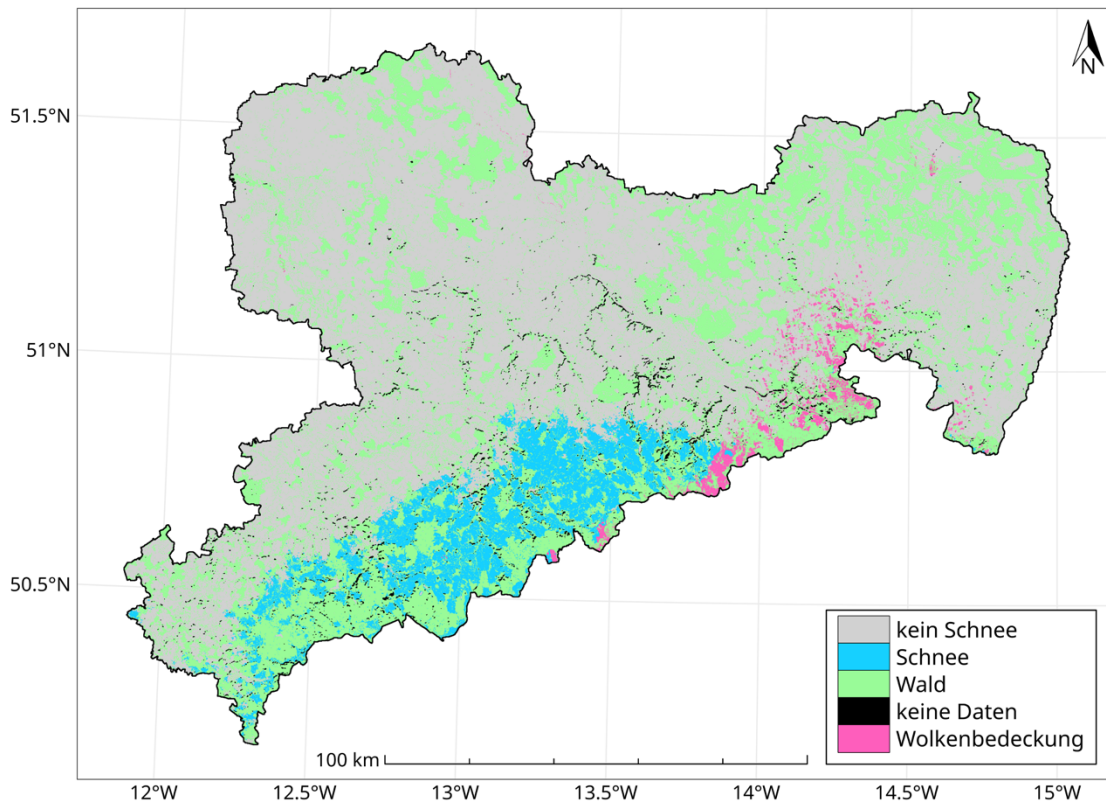 N
51.5°N
51°N
50.5°N
kein Schnee
Schnee
Wald
keine Daten
Wolkenbedeckung
100 km
12°W 12.5°W 13°W 13.5°W 14°W 14.5°W 15°W